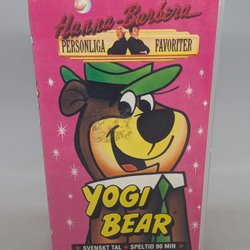 Hanna-Barbera
PERSONLIGA FAVORITER
YOGI
BEAR
SVENSKT TAL ★ SPELTID 90 MIN